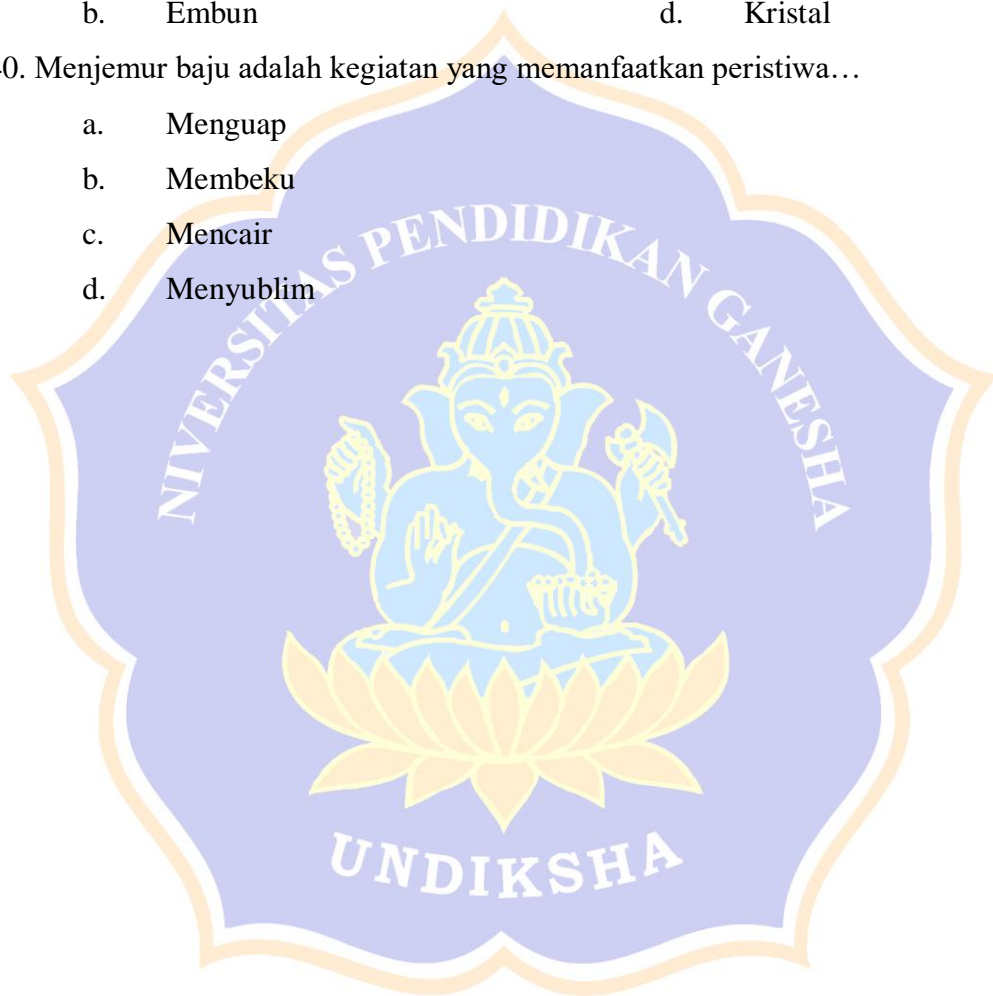 b. Embun d. Kristal
0. Menjemur baju adalah kegiatan yang memanfaatkan peristiwa…
a. Menguap
b. Membeku
c. Mencair
d. Menyublim
NIVERSITAS PENDIDIKAN GANESHA
UNDIKSHA